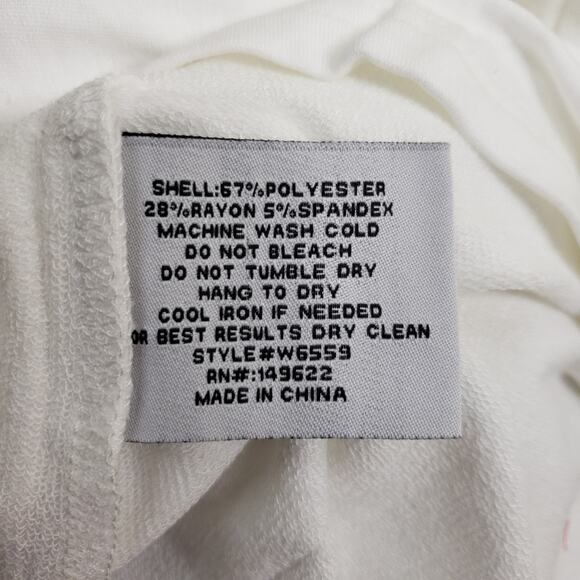 SHELL:67%POLYESTER
28%RAYON 5%SPANDEX
MACHINE WASH COLD
DO NOT BLEACH
DO NOT TUMBLE DRY
HANG TO DRY
COOL IRON IF NEEDED
OR BEST RESULTS DRY CLEAN
STYLE#W6559
RN#:149622
MADE IN CHINA